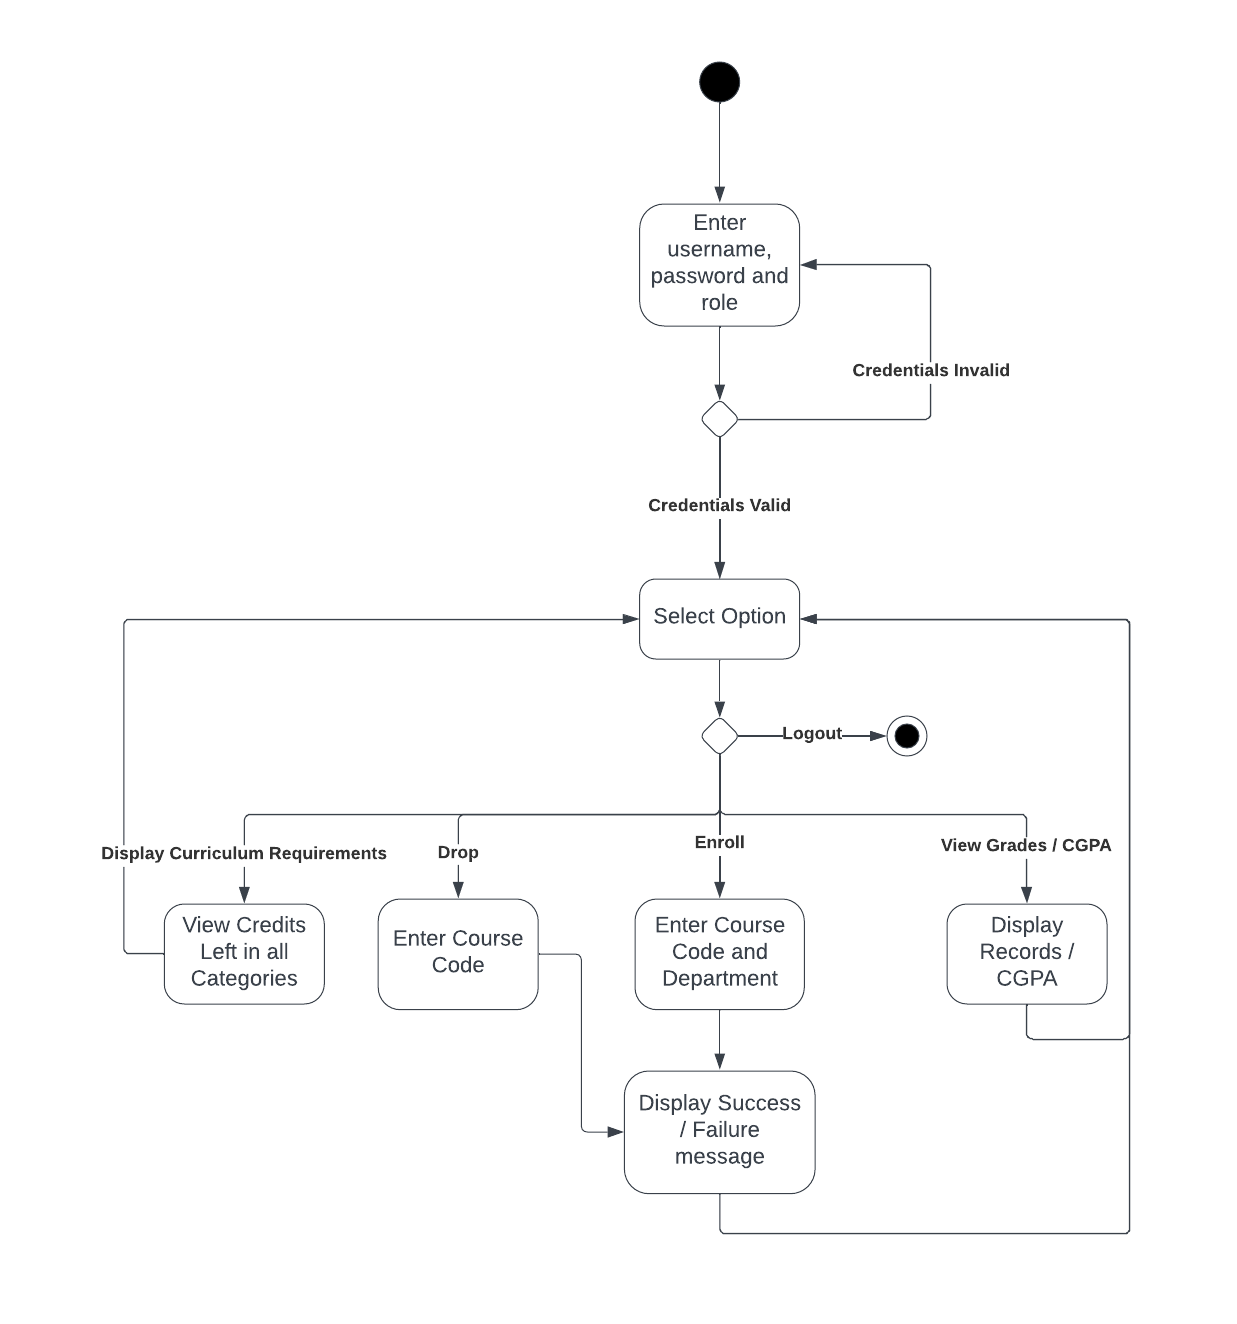 Enter
username,
password and
role
Credentials Invalid
Credentials Valid
Select Option
Logout
Display Curriculum Requirements
Drop
Enroll
View Grades / CGPA
View Credits
Left in all
Categories
Enter Course
Code
Enter Course
Code and
Department
Display
Records /
CGPA
Display Success
/ Failure
message